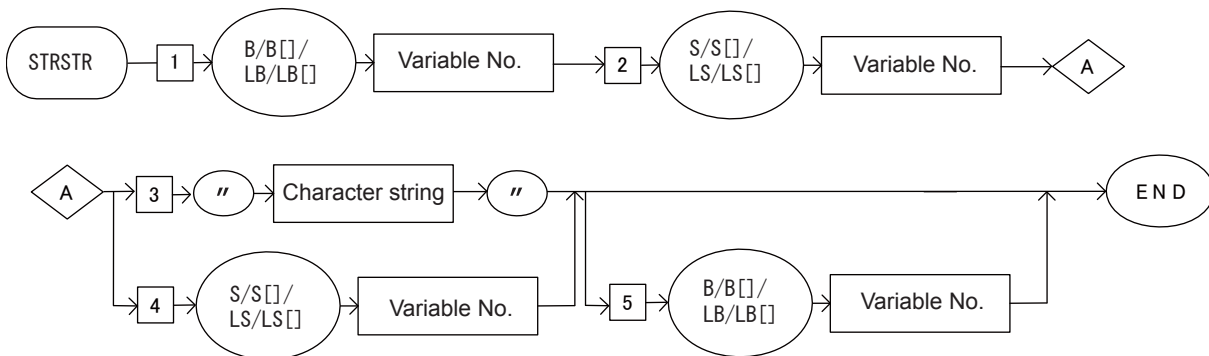 STRSTR
1
B/B[]/
LB/LB[]
Variable No.
2
S/S[]/
LS/LS[]
Variable No.
A
A
3
〃
Character string
〃
END
4
S/S[]/
LS/LS[]
Variable No.
5
B/B[]/
LB/LB[]
Variable No.